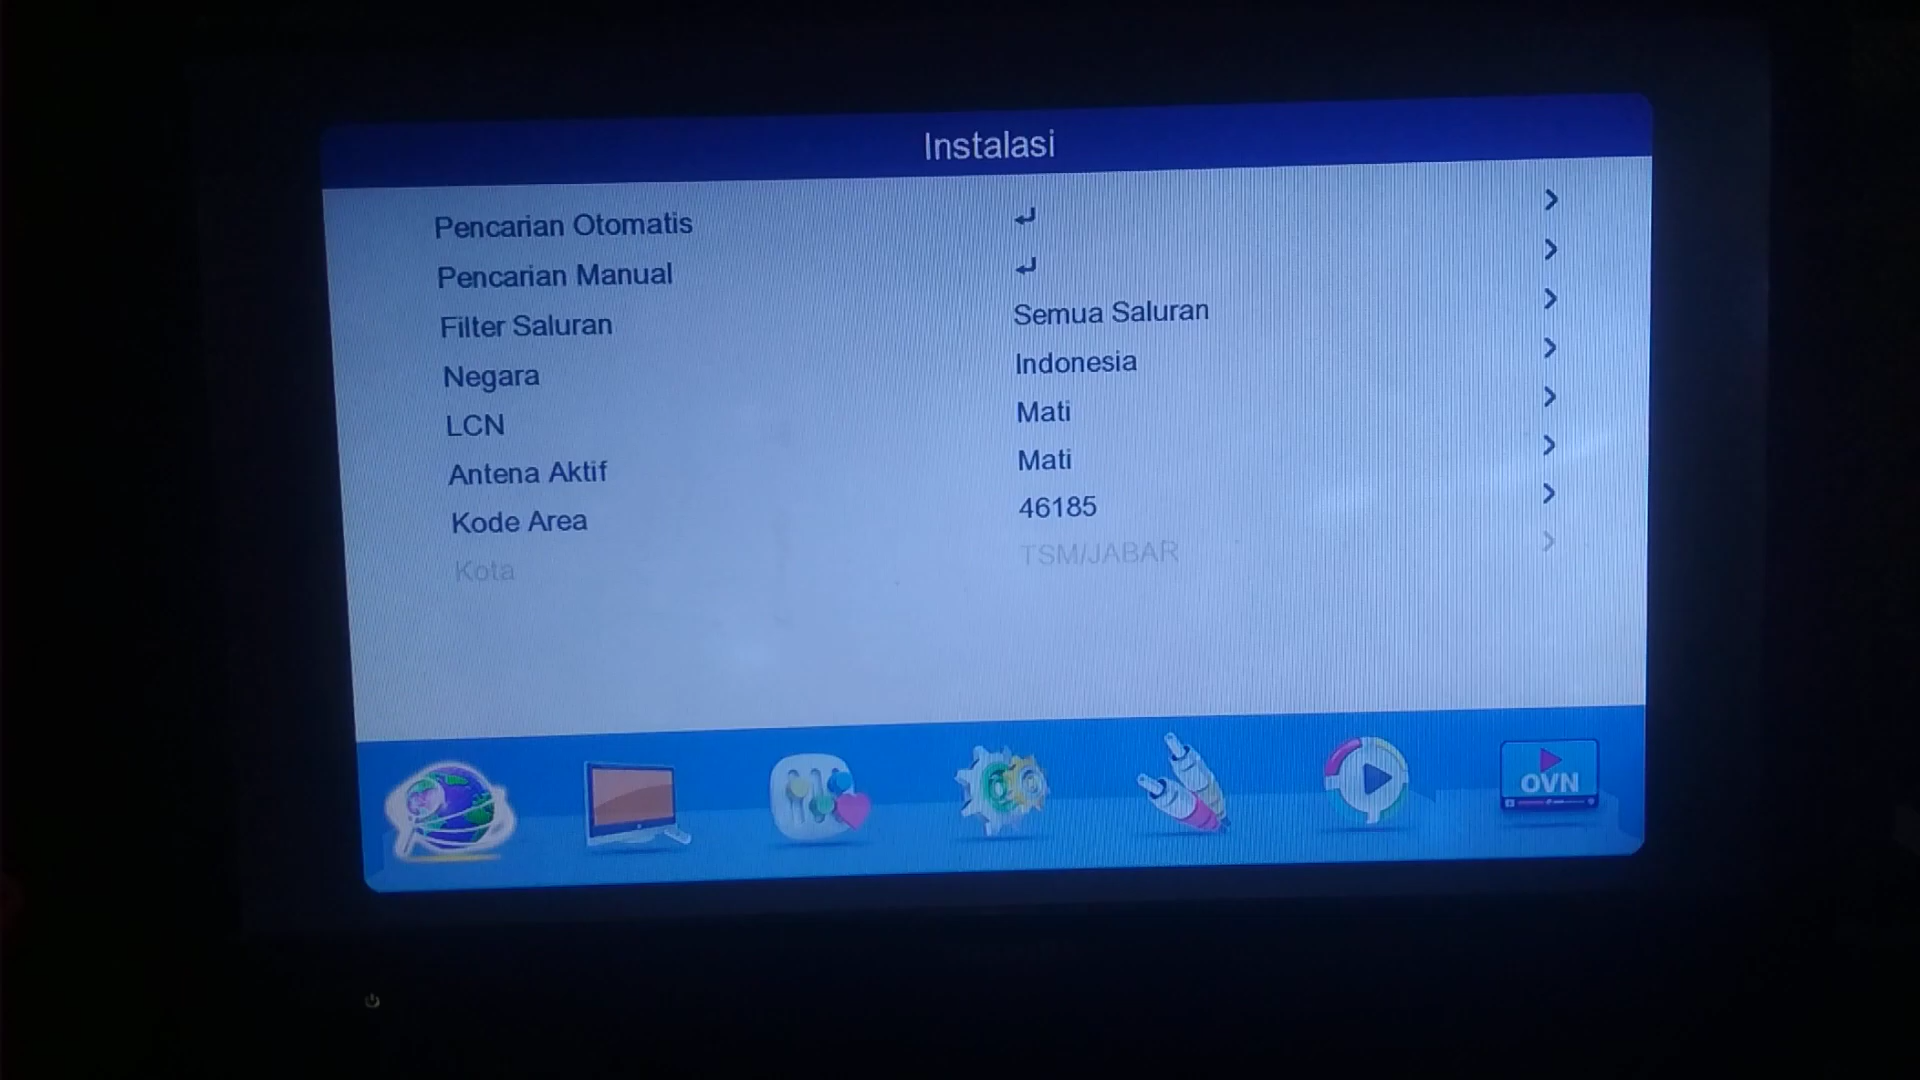 Instalasi
Pencarian Otomatis
Pencarian Manual
Filter Saluran Semua Saluran
Negara Indonesia
LCN Mati
Antena Aktif Mati
Kode Area 46185
Kota TSM/JABAR
OVN